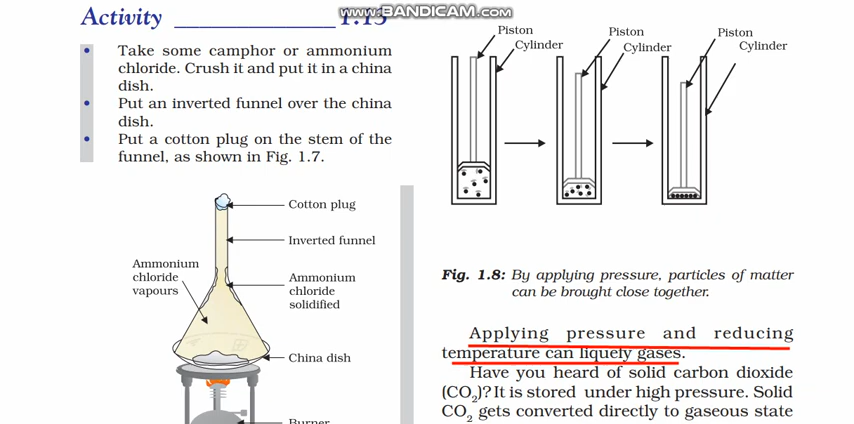 www.BANDICAM.com
Activity ______________ 1.13
• Take some camphor or ammonium
chloride. Crush it and put it in a china
dish.
• Put an inverted funnel over the china
dish.
• Put a cotton plug on the stem of the
funnel, as shown in Fig. 1.7.
Cotton plug
Inverted funnel
Ammonium
chloride
vapours
Ammonium
chloride
solidified
China dish
Burner
Piston
Cylinder
Piston
Cylinder
Piston
Cylinder
Fig. 1.8: By applying pressure, particles of matter
can be brought close together.
Applying pressure and reducing
temperature can liquefy gases.
Have you heard of solid carbon dioxide
(CO₂)? It is stored under high pressure. Solid
CO₂ gets converted directly to gaseous state